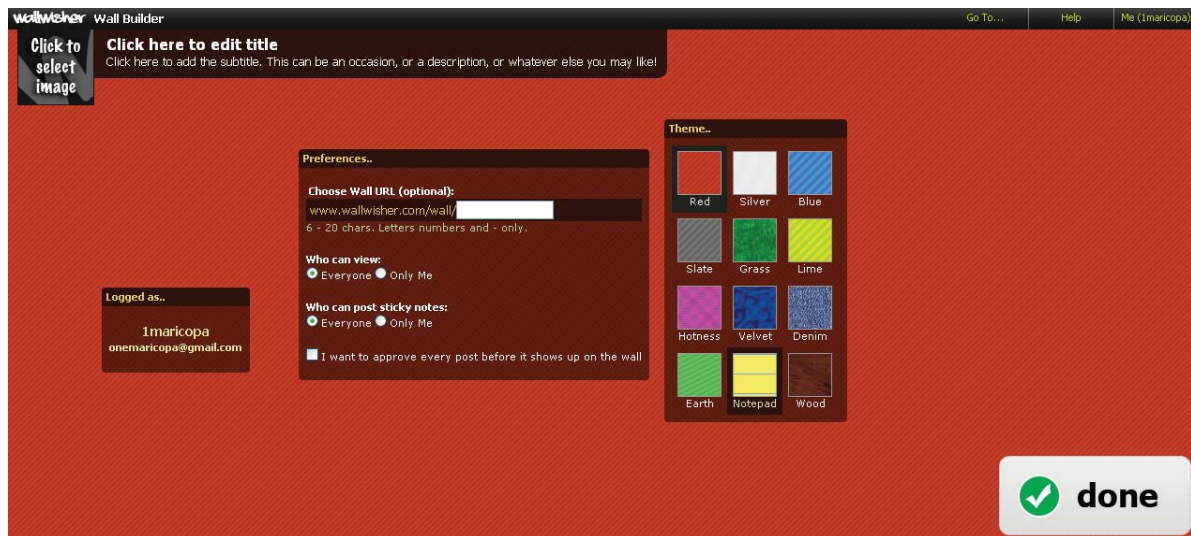 wallwisher Wall Builder
Go To... Help Me (1maricopa)
Click to
select
image
Click here to edit title
Click here to add the subtitle. This can be an occasion, or a description, or whatever else you may like!
Logged as..
1maricopa
onemaricopa@gmail.com
Preferences..
Choose Wall URL (optional):
www.wallwisher.com/wall/
6 - 20 chars. Letters numbers and - only.
Who can view:
Everyone Only Me
Who can post sticky notes:
Everyone Only Me
I want to approve every post before it shows up on the wall
Theme..
Red Silver Blue
Slate Grass Lime
Hotness Velvet Denim
Earth Notepad Wood
done